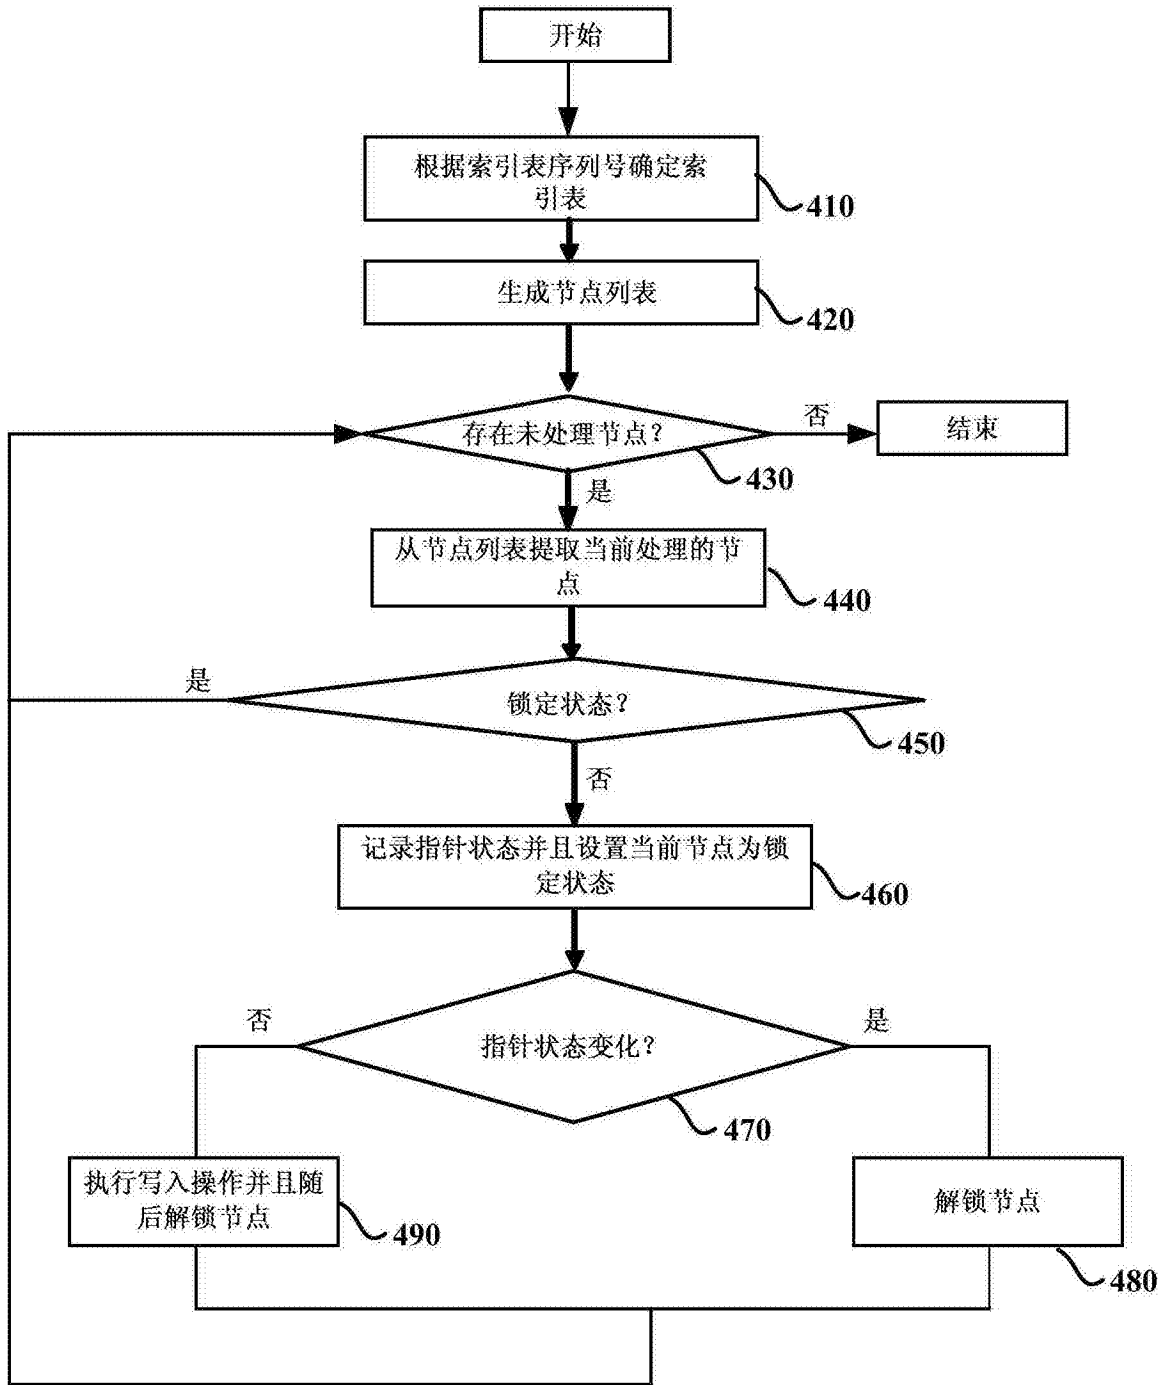 开始
根据索引表序列号确定索
引表
410
生成节点列表
420
存在未处理节点?
否
结束
430
是
从节点列表提取当前处理的节
点
440
是
锁定状态?
450
否
记录指针状态并且设置当前节点为锁
定状态
460
否
指针状态变化?
是
470
执行写入操作并且随
后解锁节点
490
解锁节点
480